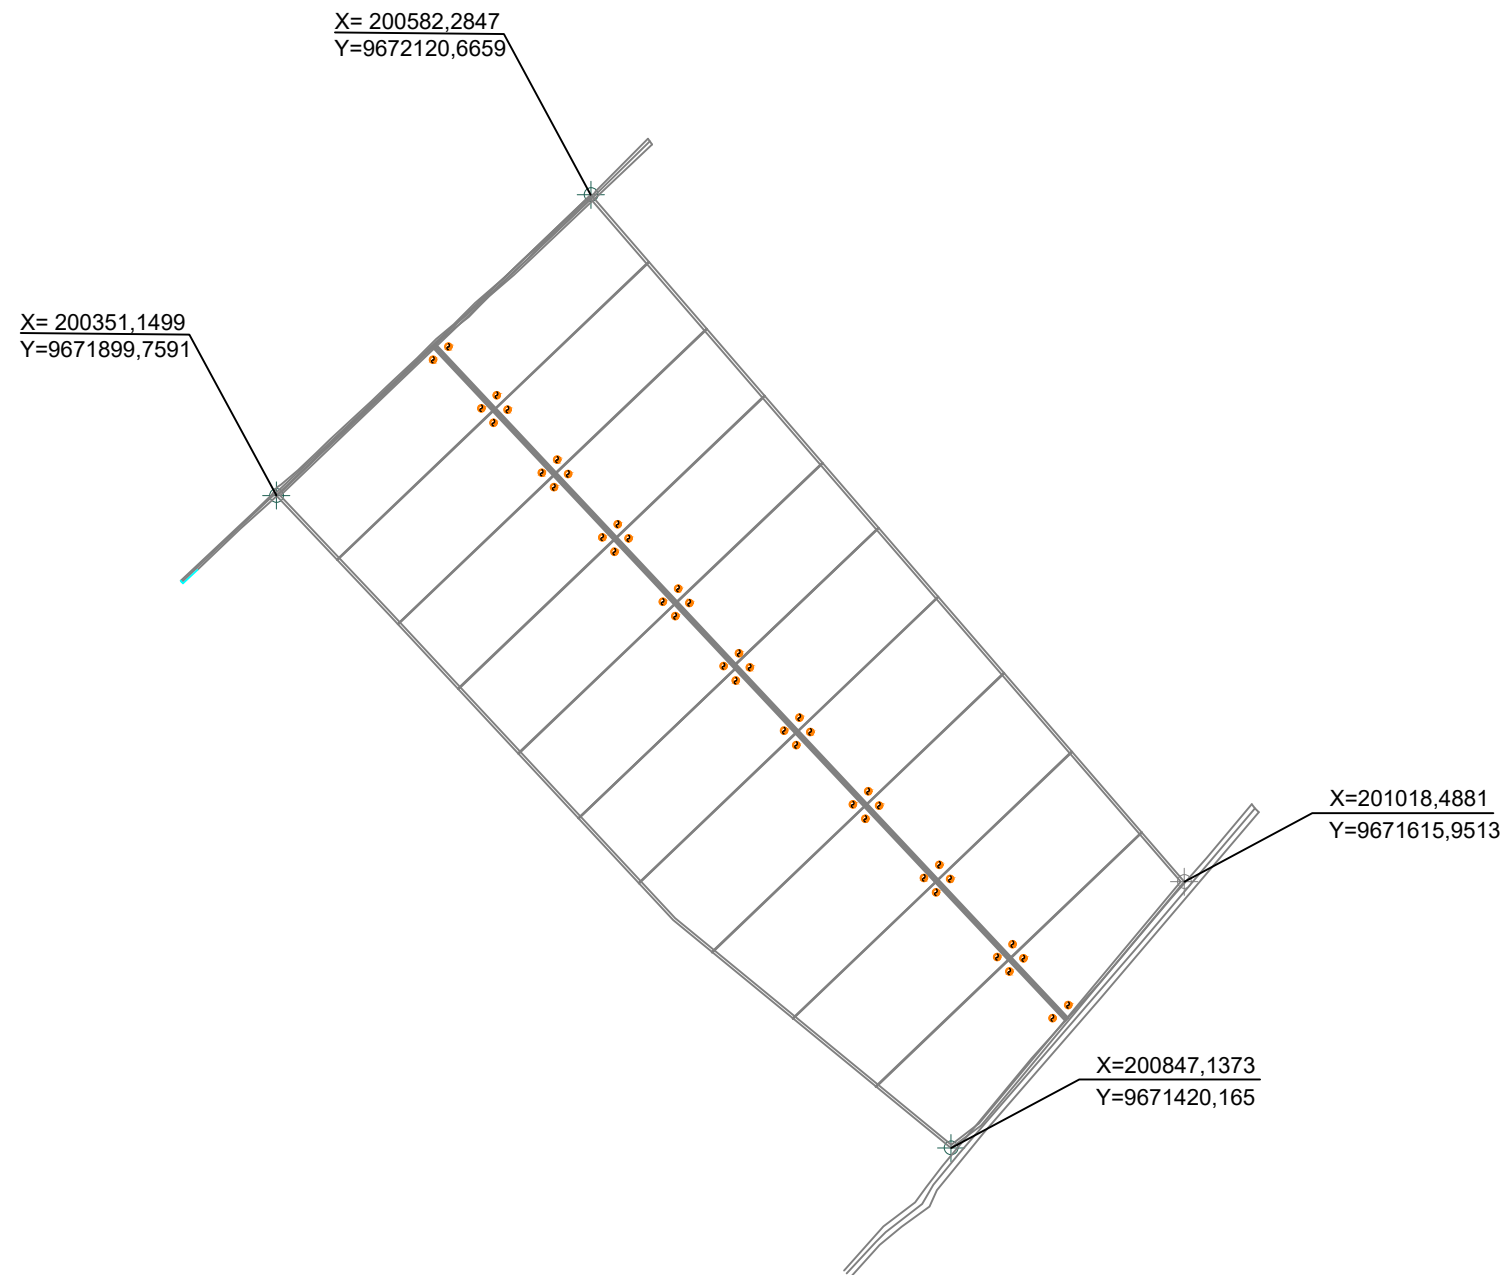 X= 200582,2847
Y=9672120,6659
X= 200351,1499
Y=9671899,7591
X=201018,4881
Y=9671615,9513
X=200847,1373
Y=9671420,165